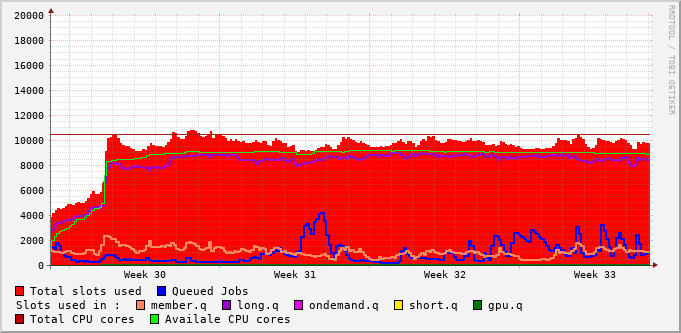 20000
18000
16000
14000
12000
10000
8000
6000
4000
2000
0
Week 30 Week 31 Week 32 Week 33
Total slots used Queued Jobs
Slots used in : member.q long.q ondemand.q short.q gpu.q
Total CPU cores Availale CPU cores
RRDTOOL / TOBI OETIKER